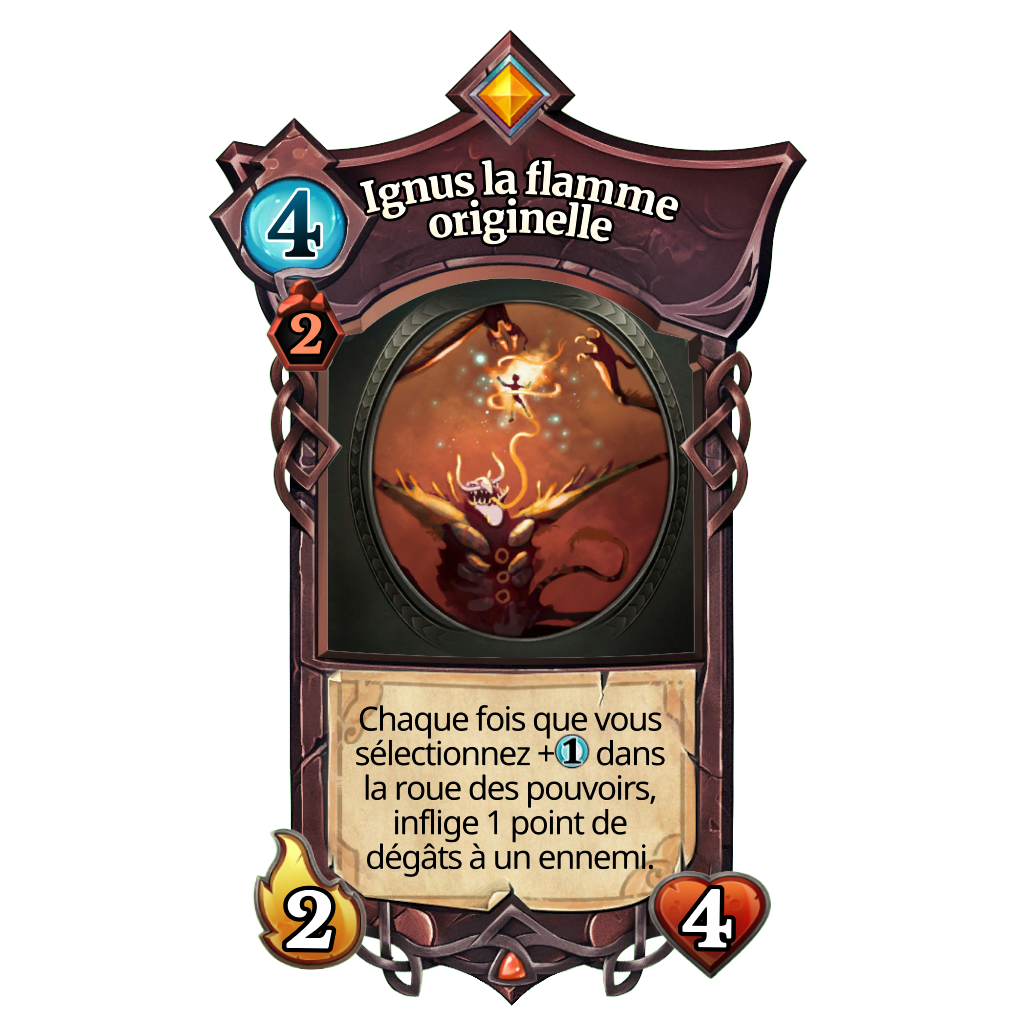 4
Ignus la flamme
originelle
2
Chaque fois que vous
sélectionnez +1 dans
la roue des pouvoirs,
inflige 1 point de
dégâts à un ennemi.
2
4